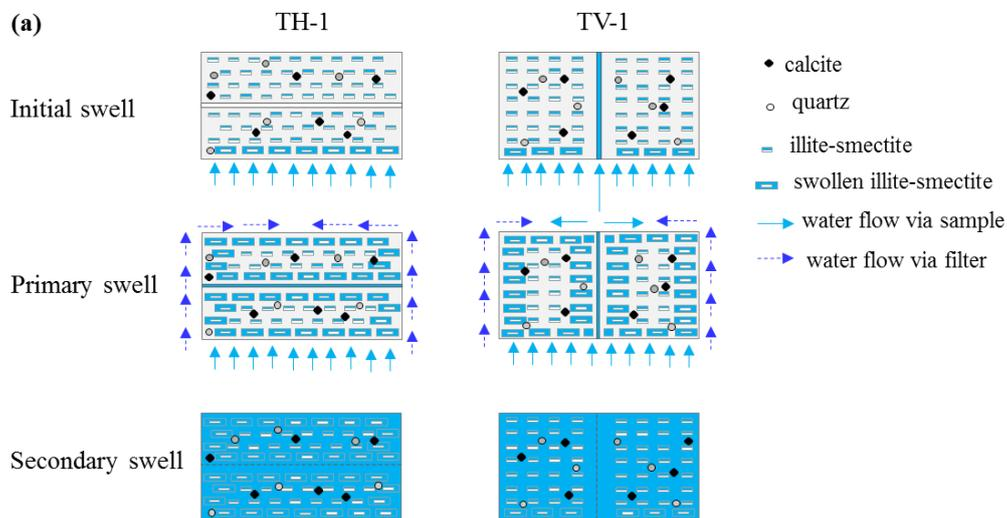 (a)
TH-1
TV-1
Initial swell
calcite
quartz
illite-smectite
swollen illite-smectite
water flow via sample
water flow via filter
Primary swell
Secondary swell